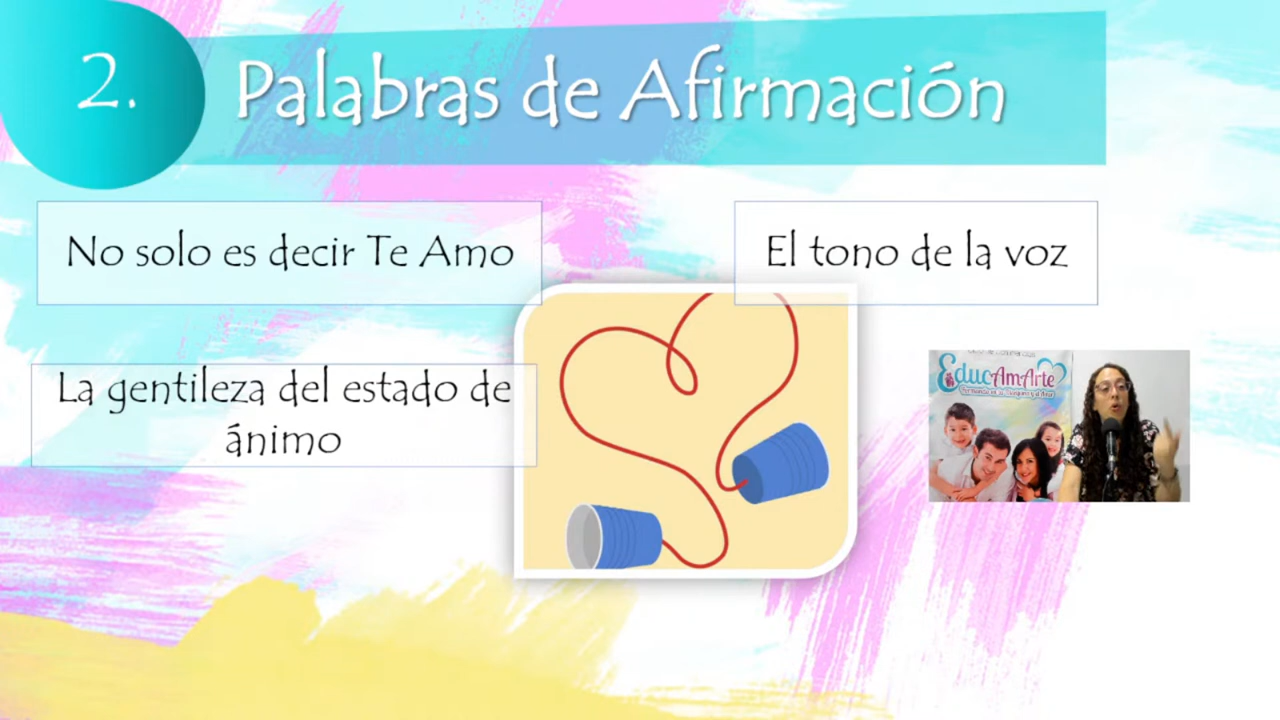 2.
Palabras de Afirmación
No solo es decir Te Amo
El tono de la voz
La gentileza del estado de
ánimo
EducAmArte